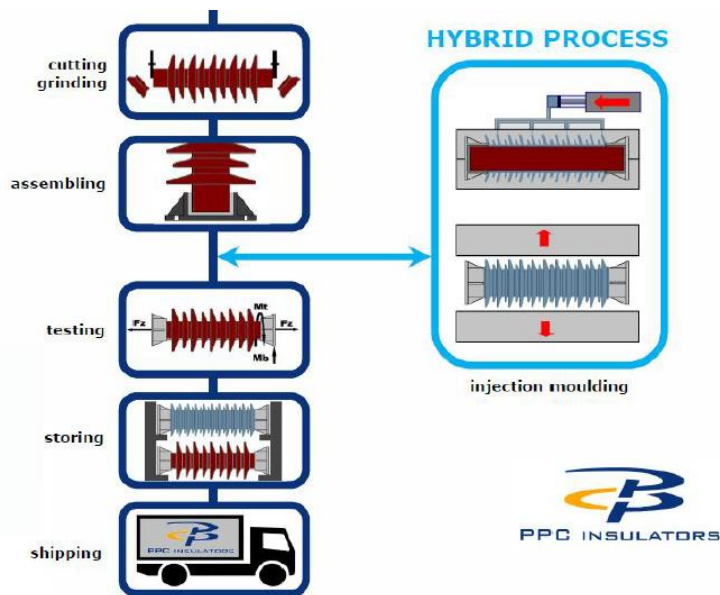 cutting
grinding
HYBRID PROCESS
assembling
testing
Fz
Mt
Fz
Mb
injection moulding
storing
shipping
PPC INSULATORS
PPC INSULATORS